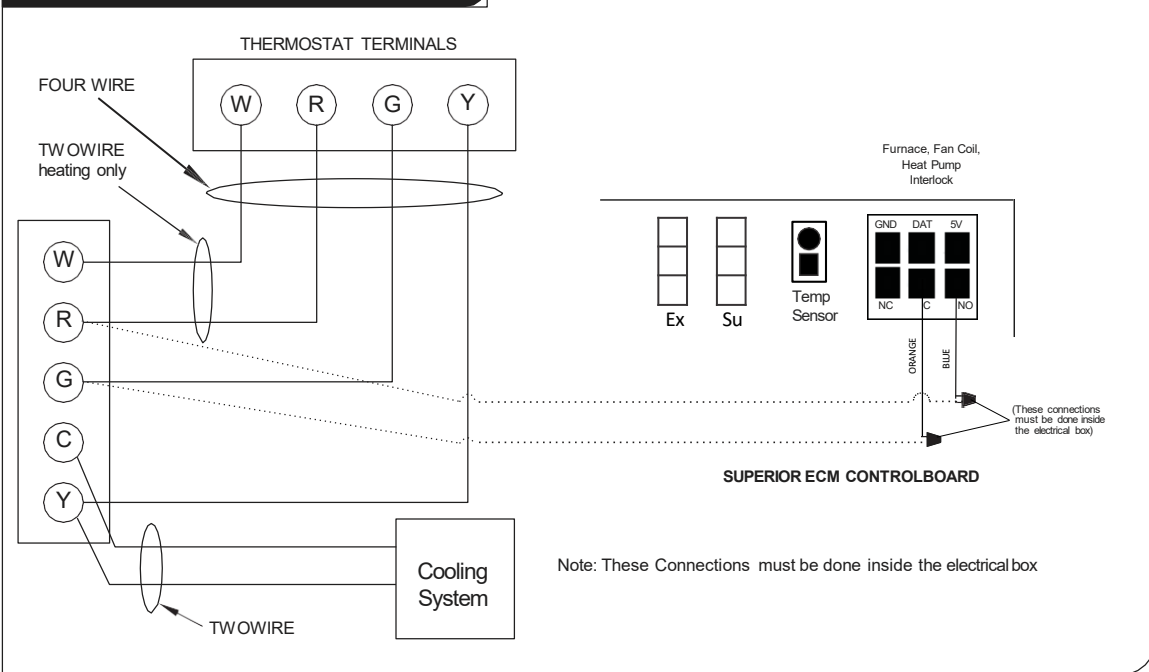 THERMOSTAT TERMINALS
FOUR WIRE
W R G Y
TWOWIRE
heating only
W
R
G
C
Y
Cooling
System
TWOWIRE
Furnace, Fan Coil,
Heat Pump
Interlock
GND DAT 5V
NC C NO
Temp
Sensor
Ex Su
ORANGE
BLUE
(These connections
must be done inside
the electrical box)
SUPERIOR ECM CONTROLBOARD
Note: These Connections must be done inside the electrical box